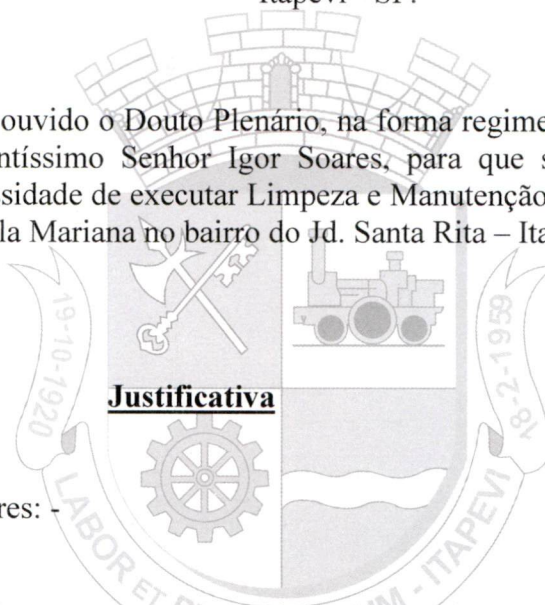 Itapevi – SP.
ouvido o Douto Plenário, na forma regime
ntíssimo Senhor Igor Soares, para que s
ssidade de executar Limpeza e Manutenção
la Mariana no bairro do Jd. Santa Rita – Ita
19-10-1920
18-2-1959
Justificativa
res: -
LABOR ET
ITAPEVI